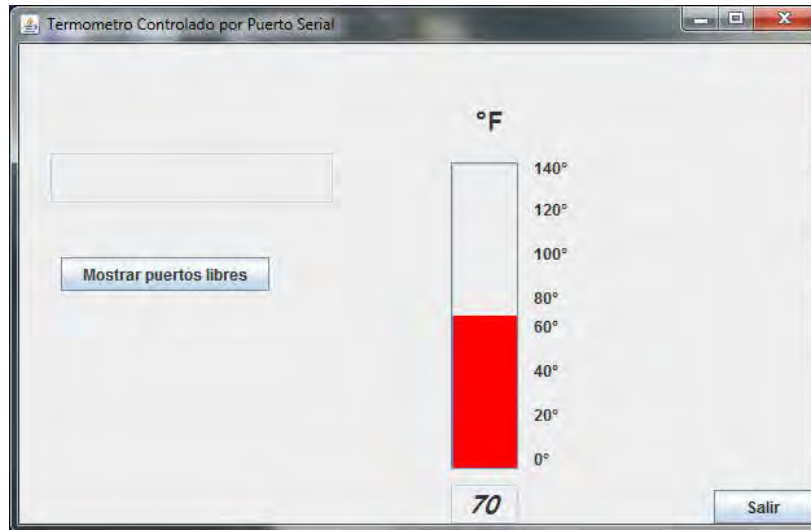 Termometro Controlado por Puerto Serial
°F
140°
120°
Mostrar puertos libres
100°
80°
60°
40°
20°
0°
70
Salir